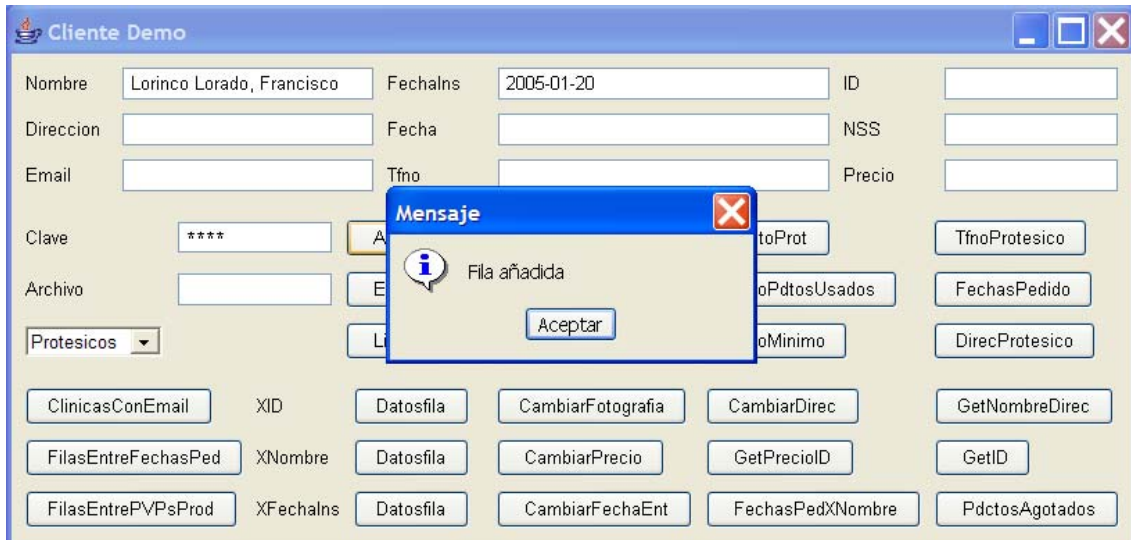 Cliente Demo
Nombre Lorinco Lorado, Francisco FechaIns 2005-01-20 ID
Direccion Fecha NSS
Email Tfno Precio
Mensaje
Clave **** A toProt TfnoProtesico
Fila añadida
Archivo E oPdtosUsados FechasPedido
Aceptar
Protesicos Li oMinimo DirecProtesico
ClinicasConEmail XID Datosfila CambiarFotografia CambiarDirec GetNombreDirec
FilasEntreFechasPed XNombre Datosfila CambiarPrecio GetPrecioID GetID
FilasEntrePVPsProd XFechaIns Datosfila CambiarFechaEnt FechasPedXNombre PdctosAgotados